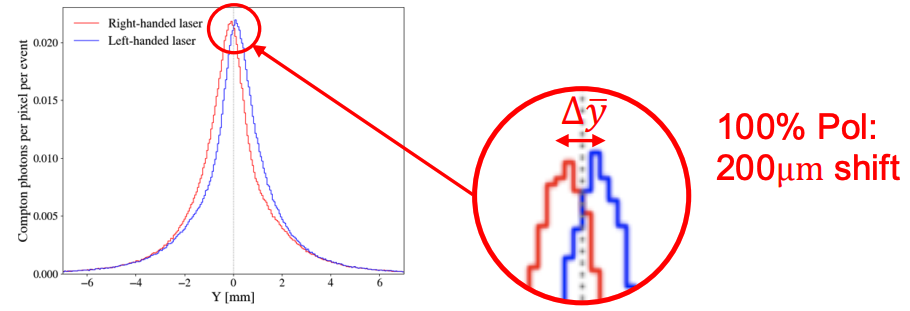 Right-handed laser
Left-handed laser
0.020
0.015
0.010
0.005
0.000
Compton photons per pixel per event
−6
−4
−2
0
2
4
6
Y [mm]
Δy̅
100% Pol:
200μm shift